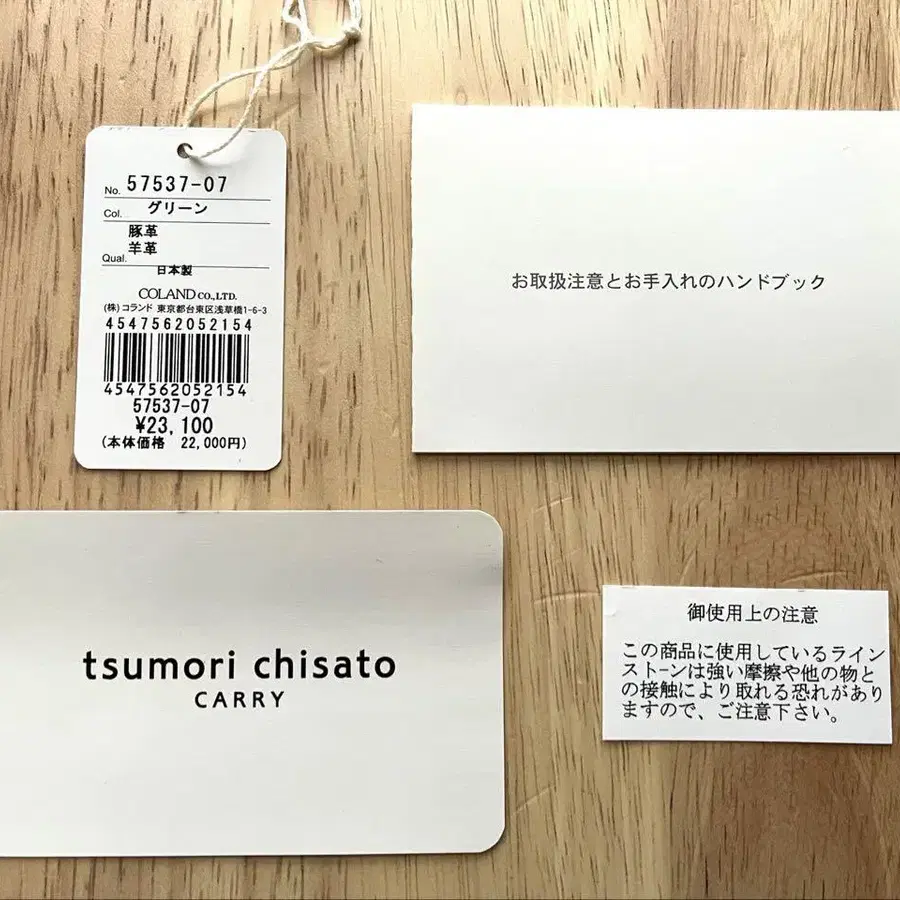 No. 57537-07
Col. グリーン
豚革
羊革
Qual.
日本製
COLAND CO.,LTD.
(株)コランド 東京都台東区浅草橋1-6-3
4547562052154
4547562052154
57537-07
¥23,100
(本体価格 22,000円)
お取扱注意とお手入れのハンドブック
tsumori chisato
CARRY
御使用上の注意
この商品に使用しているライン
ストーンは強い摩擦や他の物と
の接触により取れる恐れがあり
ますので、ご注意下さい。